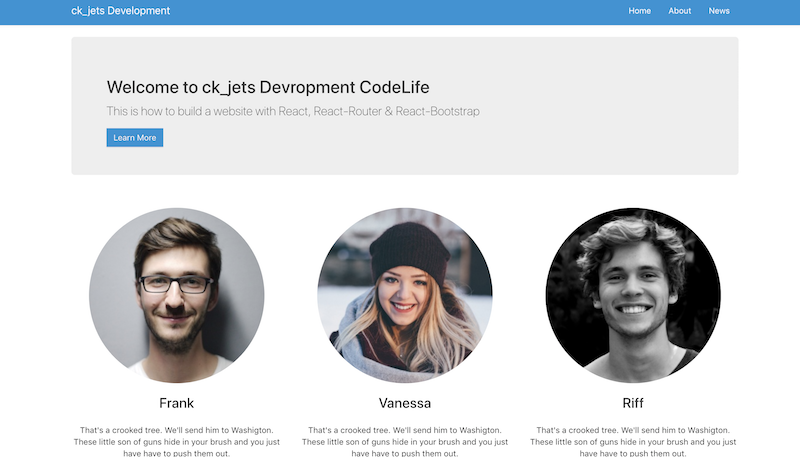 ck_jets Development
Home About News
Welcome to ck_jets Devropment CodeLife
This is how to build a website with React, React-Router & React-Bootstrap
Learn More
Frank
That's a crooked tree. We'll send him to Washigton.
These little son of guns hide in your brush and you just
have have to push them out.
Vanessa
That's a crooked tree. We'll send him to Washigton.
These little son of guns hide in your brush and you just
have have to push them out.
Riff
That's a crooked tree. We'll send him to Washigton.
These little son of guns hide in your brush and you just
have have to push them out.